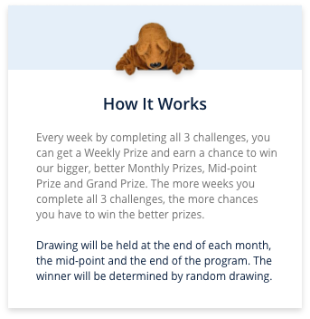 How It Works
Every week by completing all 3 challenges, you
can get a Weekly Prize and earn a chance to win
our bigger, better Monthly Prizes, Mid-point
Prize and Grand Prize. The more weeks you
complete all 3 challenges, the more chances
you have to win the better prizes.
Drawing will be held at the end of each month,
the mid-point and the end of the program. The
winner will be determined by random drawing.